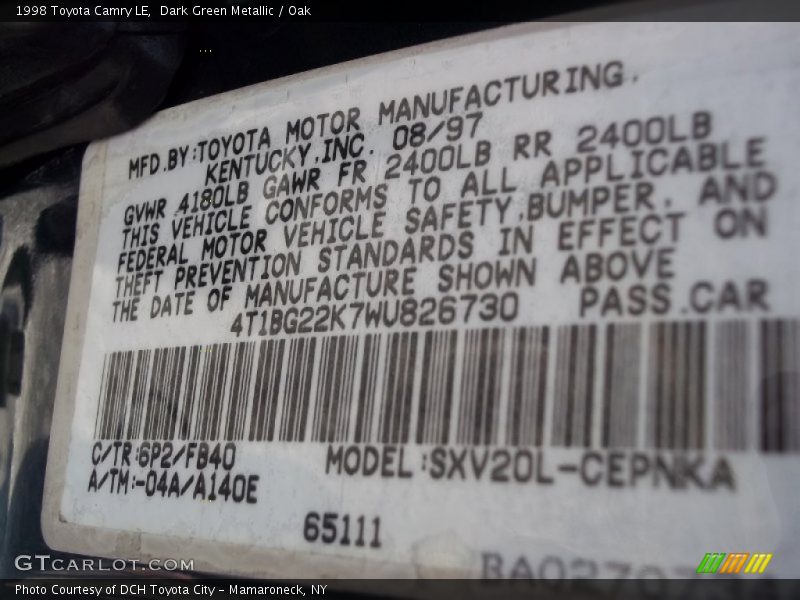 1998 Toyota Camry LE, Dark Green Metallic / Oak
MFD.BY:TOYOTA MOTOR MANUFACTURING.
KENTUCKY,INC. 08/97
GVWR 4180LB GAWR FR 2400LB RR 2400LB
THIS VEHICLE CONFORMS TO ALL APPLICABLE
FEDERAL MOTOR VEHICLE SAFETY,BUMPER, AND
THEFT PREVENTION STANDARDS IN EFFECT ON
THE DATE OF MANUFACTURE SHOWN ABOVE
4T1BG22K7WU826730 PASS.CAR
C/TR:6P2/FB40
A/TM:-04A/A140E
MODEL:SXV20L-CEPNKA
65111
GTCARLOT.COM
Photo Courtesy of DCH Toyota City - Mamaroneck, NY